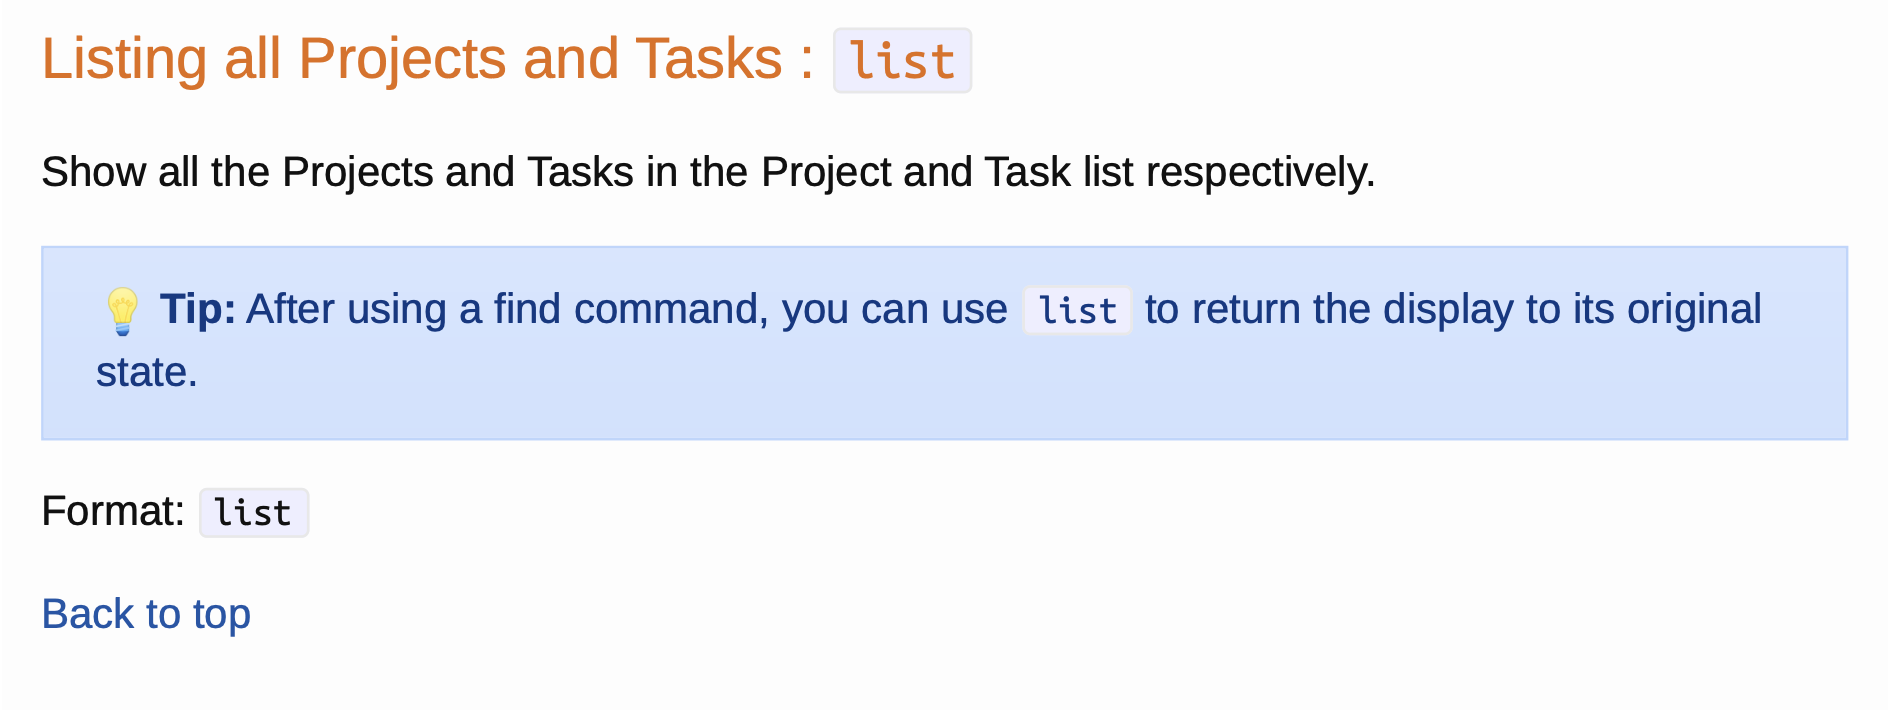 Listing all Projects and Tasks : list
Show all the Projects and Tasks in the Project and Task list respectively.
💡 Tip: After using a find command, you can use list to return the display to its original
state.
Format: list
Back to top